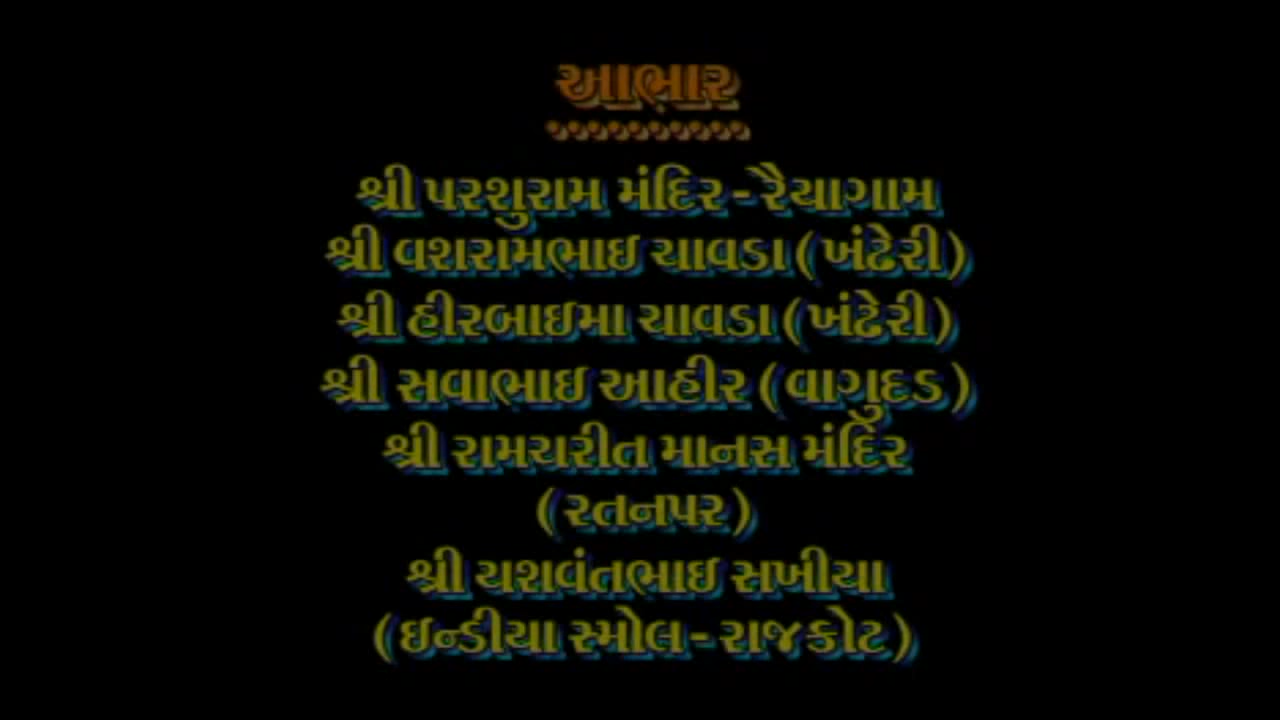 આભાર
શ્રી પરશુરામ મંદિર - રૈયાગામ
શ્રી વશરામભાઇ ચાવડા ( ખંઢેરી )
શ્રી હીરબાઇમા ચાવડા ( ખંઢેરી )
શ્રી સવાભાઇ આહીર ( વાગુદડ )
શ્રી રામચરીત માનસ મંદિર
( રતનપર )
શ્રી યશવંતભાઇ સખીયા
( ઇન્ડીયા સ્મોલ - રાજકોટ )